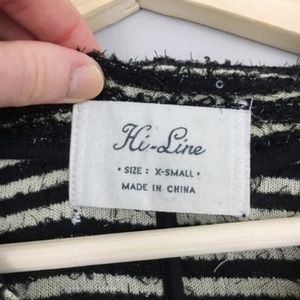 Hi-Line
• SIZE : X-SMALL •
MADE IN CHINA